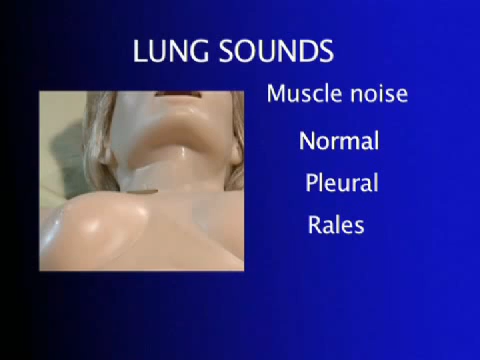 LUNG SOUNDS
Muscle noise
Normal
Pleural
Rales